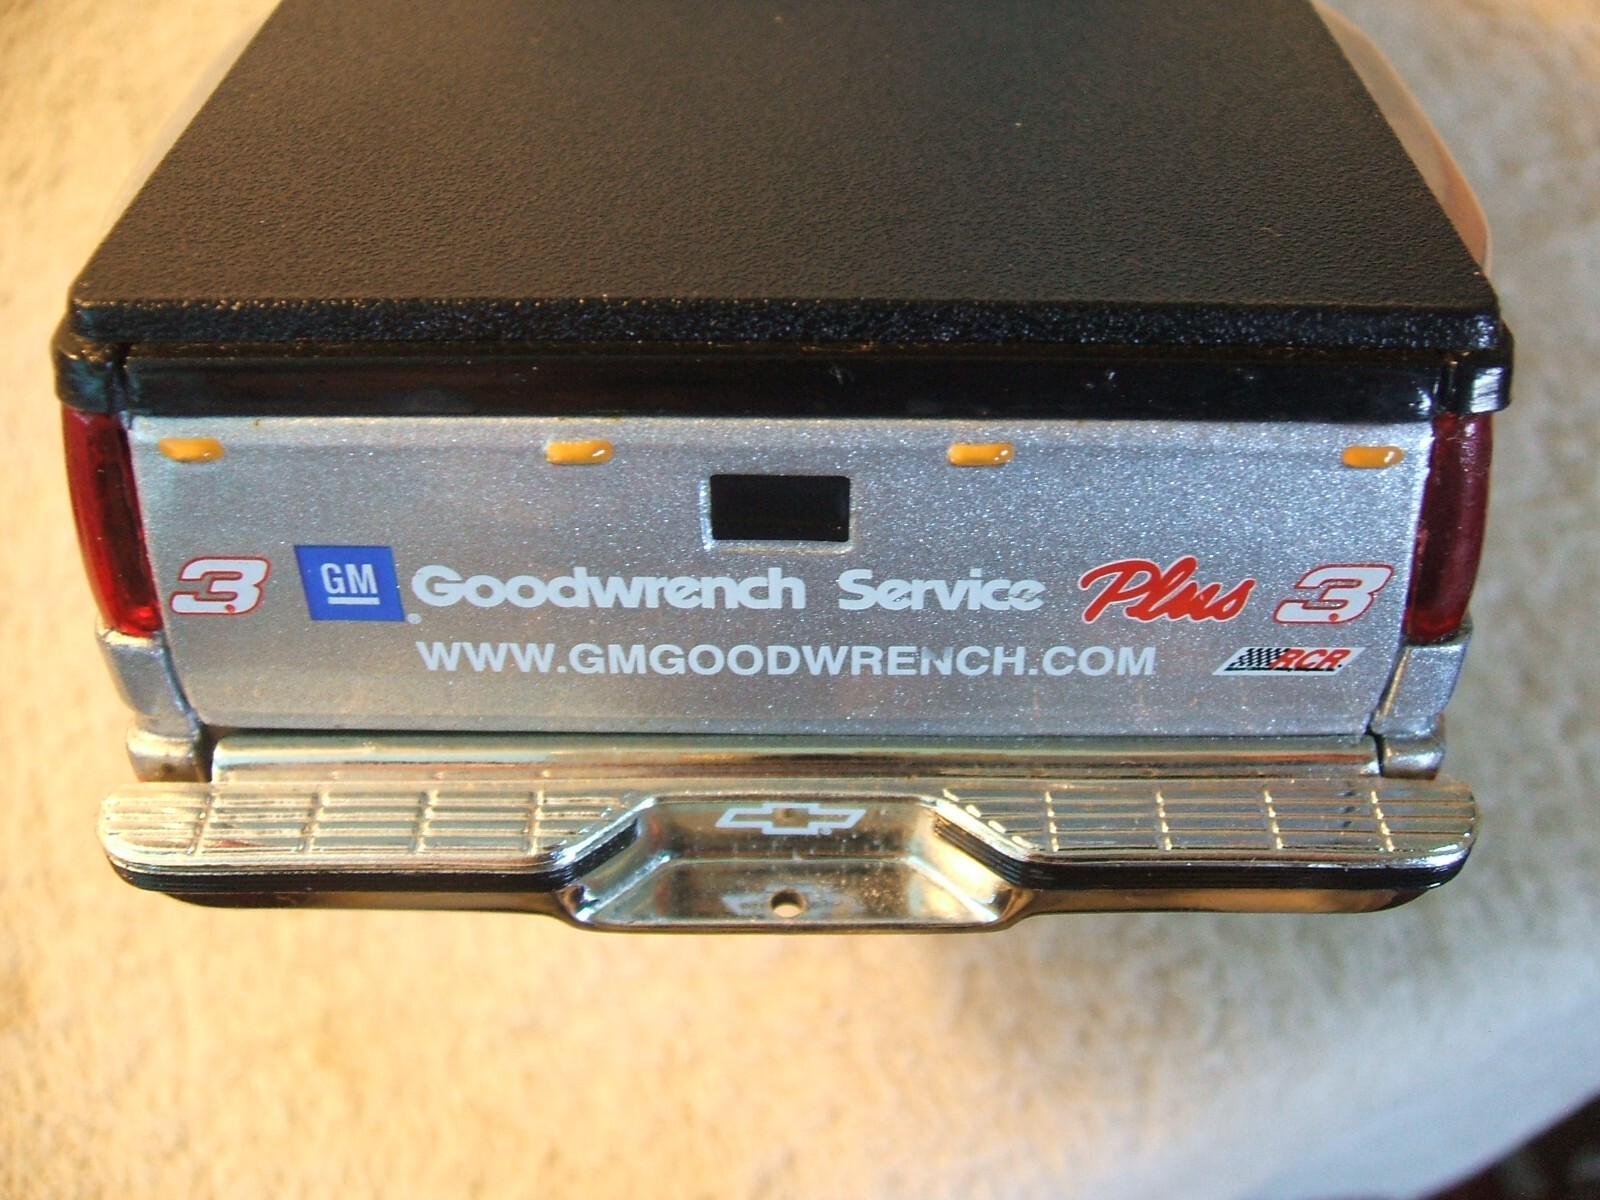 3 GM Goodwrench Service Plus 3
WWW.GMGOODWRENCH.COM RCR